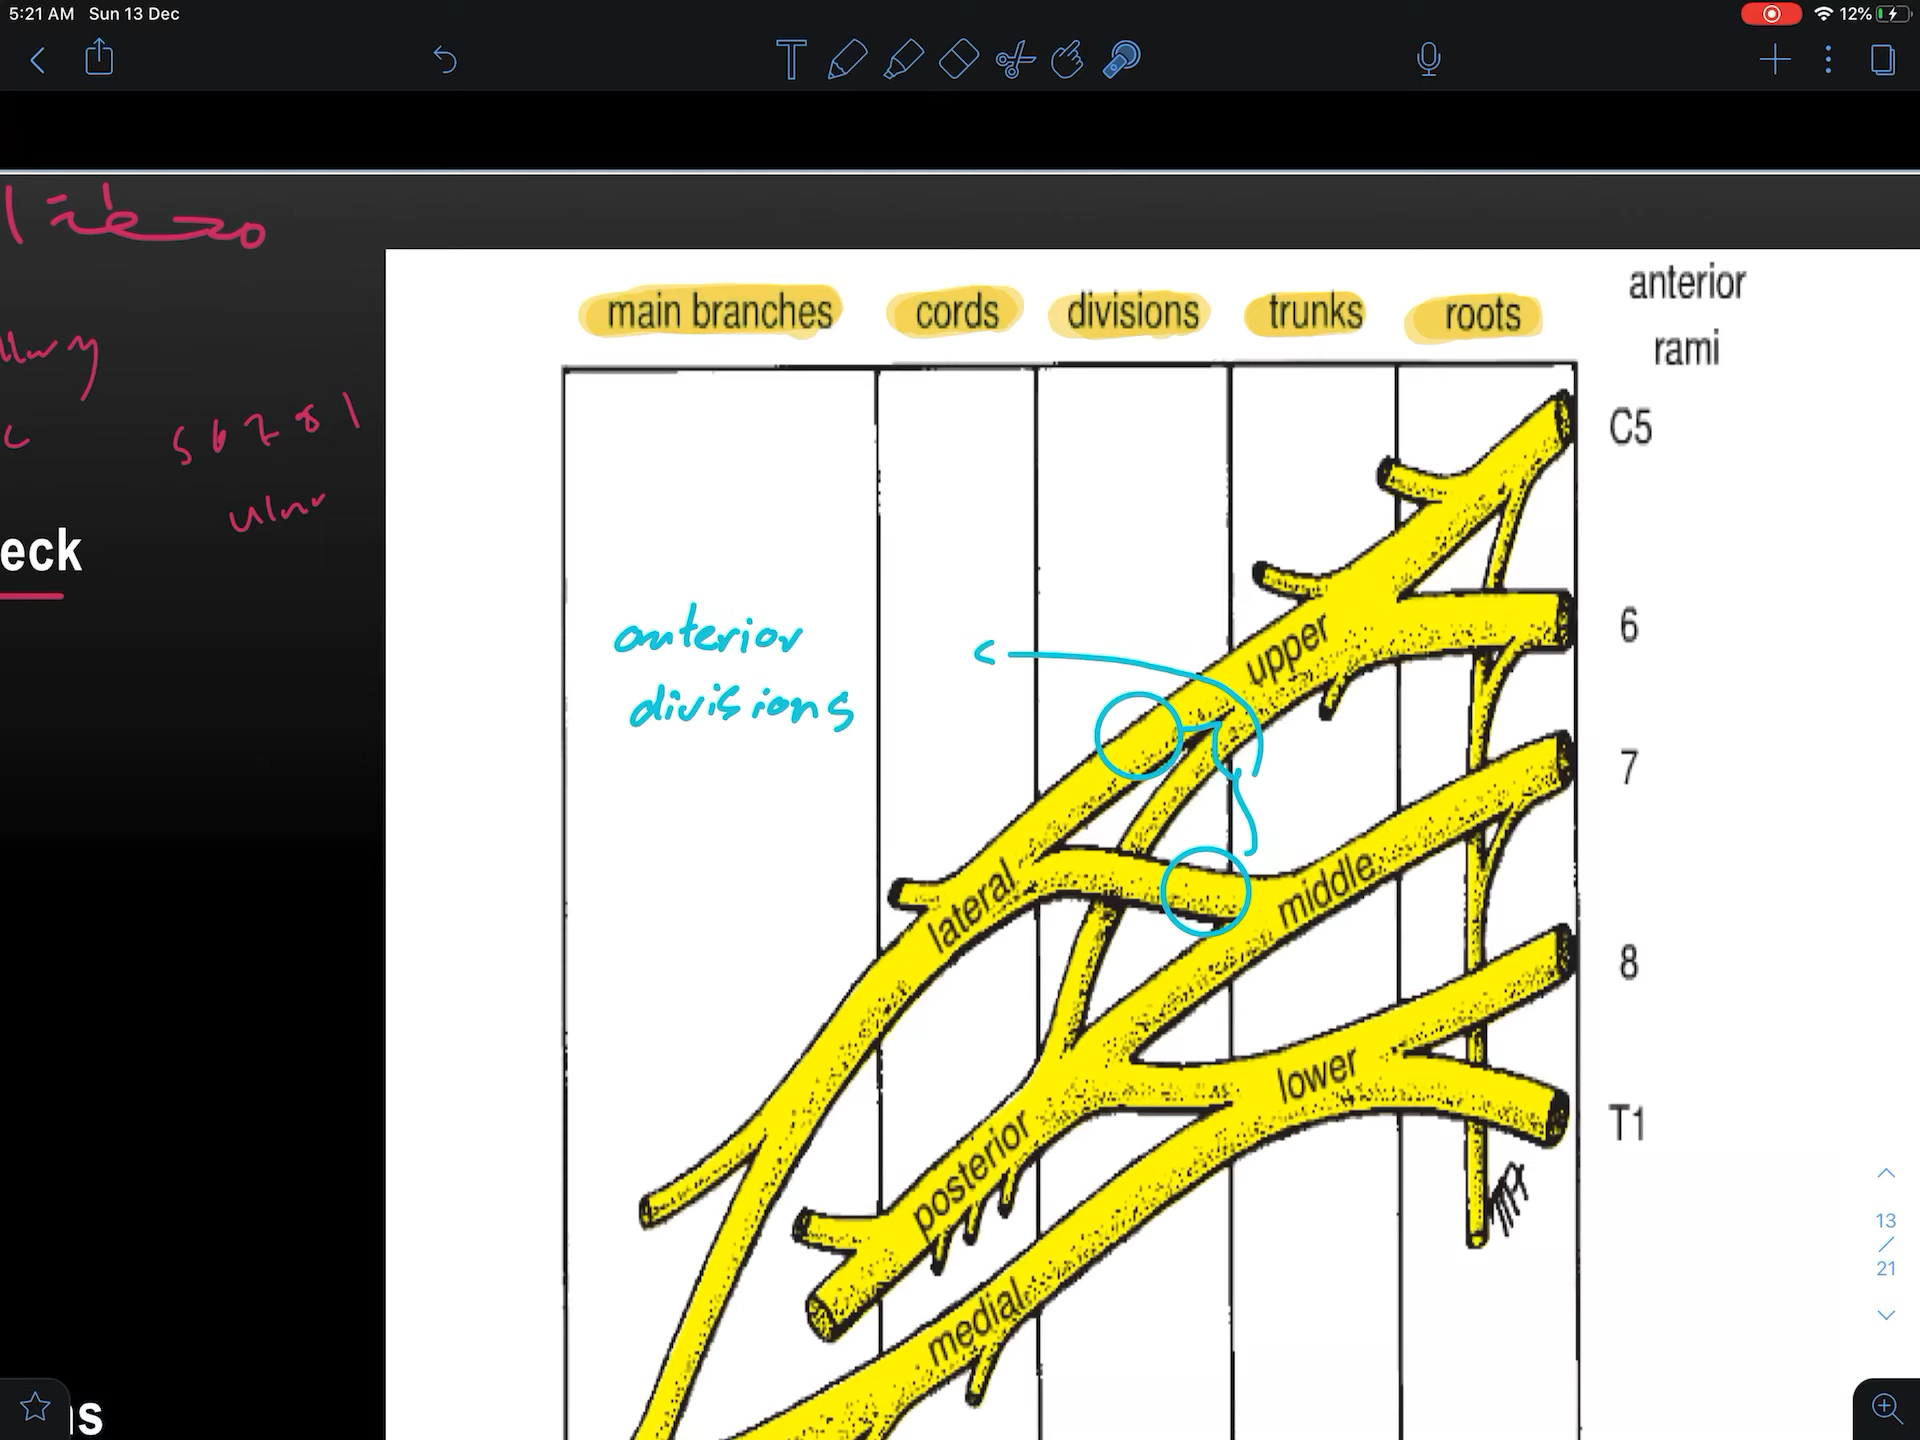 5:21 AM Sun 13 Dec
12%
محطة ا
5 6 7 8 1
eck
main branches cords divisions trunks roots
anterior
rami
C5
6
7
8
T1
anterior
divisions
upper
middle
lower
lateral
posterior
medial
13
/
21